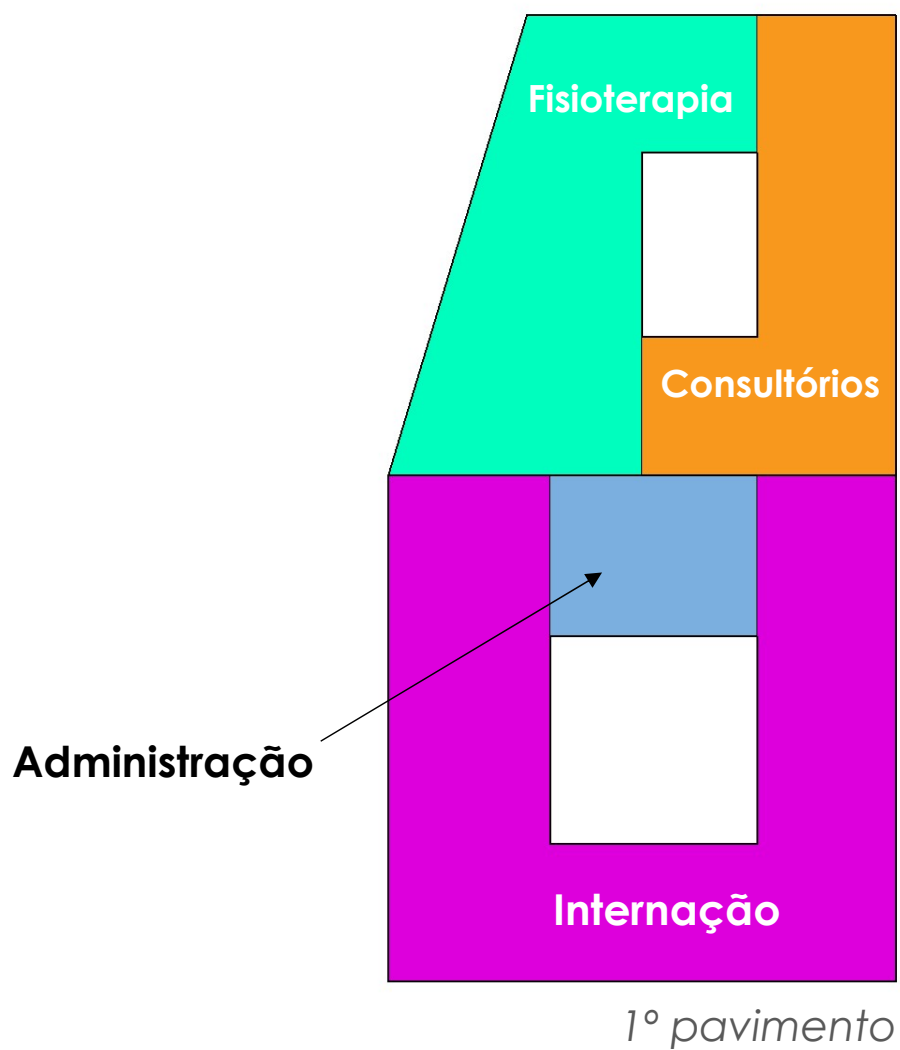 Fisioterapia
Consultórios
Administração
Internação
1º pavimento